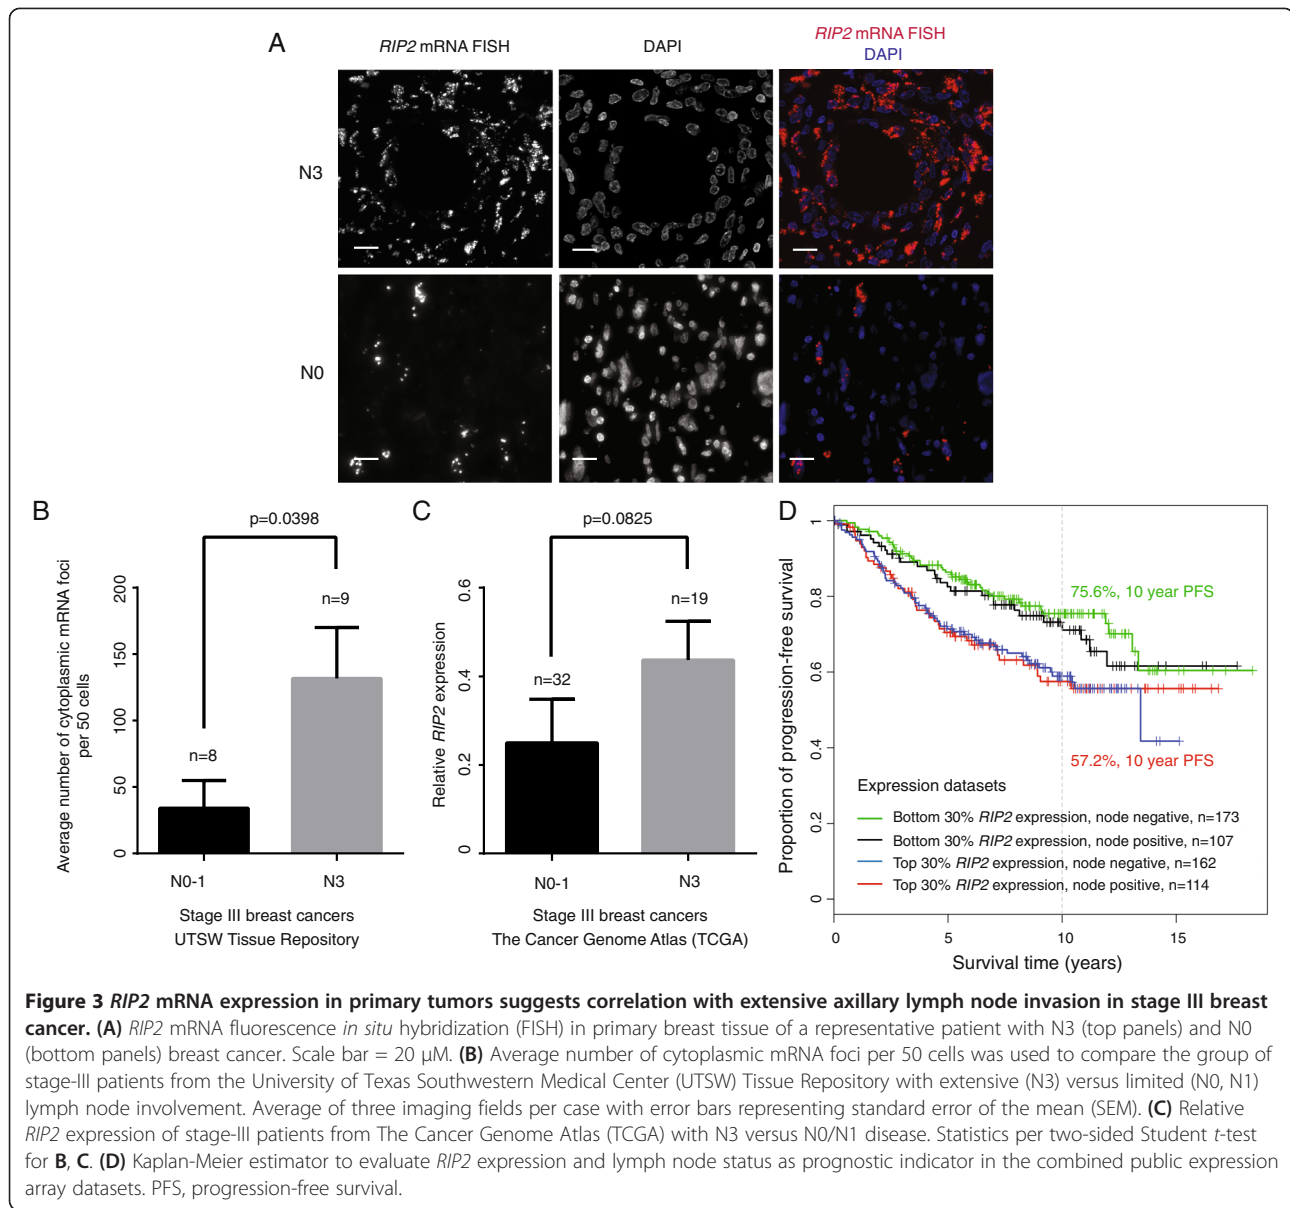 A
RIP2 mRNA FISH
DAPI
RIP2 mRNA FISH
DAPI
N3
N0
B
p=0.0398
Average number of cytoplasmic mRNA foci
per 50 cells
200
150
100
50
0
n=8
n=9
N0-1
N3
Stage III breast cancers
UTSW Tissue Repository
C
p=0.0825
Relative RIP2 expression
0.6
0.4
0.2
0
n=32
n=19
N0-1
N3
Stage III breast cancers
The Cancer Genome Atlas (TCGA)
D
Proportion of progression-free survival
1
0.8
0.6
0.4
0.2
0
75.6%, 10 year PFS
57.2%, 10 year PFS
Expression datasets
Bottom 30% RIP2 expression, node negative, n=173
Bottom 30% RIP2 expression, node positive, n=107
Top 30% RIP2 expression, node negative, n=162
Top 30% RIP2 expression, node positive, n=114
0
5
10
15
Survival time (years)
Figure 3 RIP2 mRNA expression in primary tumors suggests correlation with extensive axillary lymph node invasion in stage III breast
cancer. (A) RIP2 mRNA fluorescence in situ hybridization (FISH) in primary breast tissue of a representative patient with N3 (top panels) and N0
(bottom panels) breast cancer. Scale bar = 20 μM. (B) Average number of cytoplasmic mRNA foci per 50 cells was used to compare the group of
stage-III patients from the University of Texas Southwestern Medical Center (UTSW) Tissue Repository with extensive (N3) versus limited (N0, N1)
lymph node involvement. Average of three imaging fields per case with error bars representing standard error of the mean (SEM). (C) Relative
RIP2 expression of stage-III patients from The Cancer Genome Atlas (TCGA) with N3 versus N0/N1 disease. Statistics per two-sided Student t-test
for B, C. (D) Kaplan-Meier estimator to evaluate RIP2 expression and lymph node status as prognostic indicator in the combined public expression
array datasets. PFS, progression-free survival.